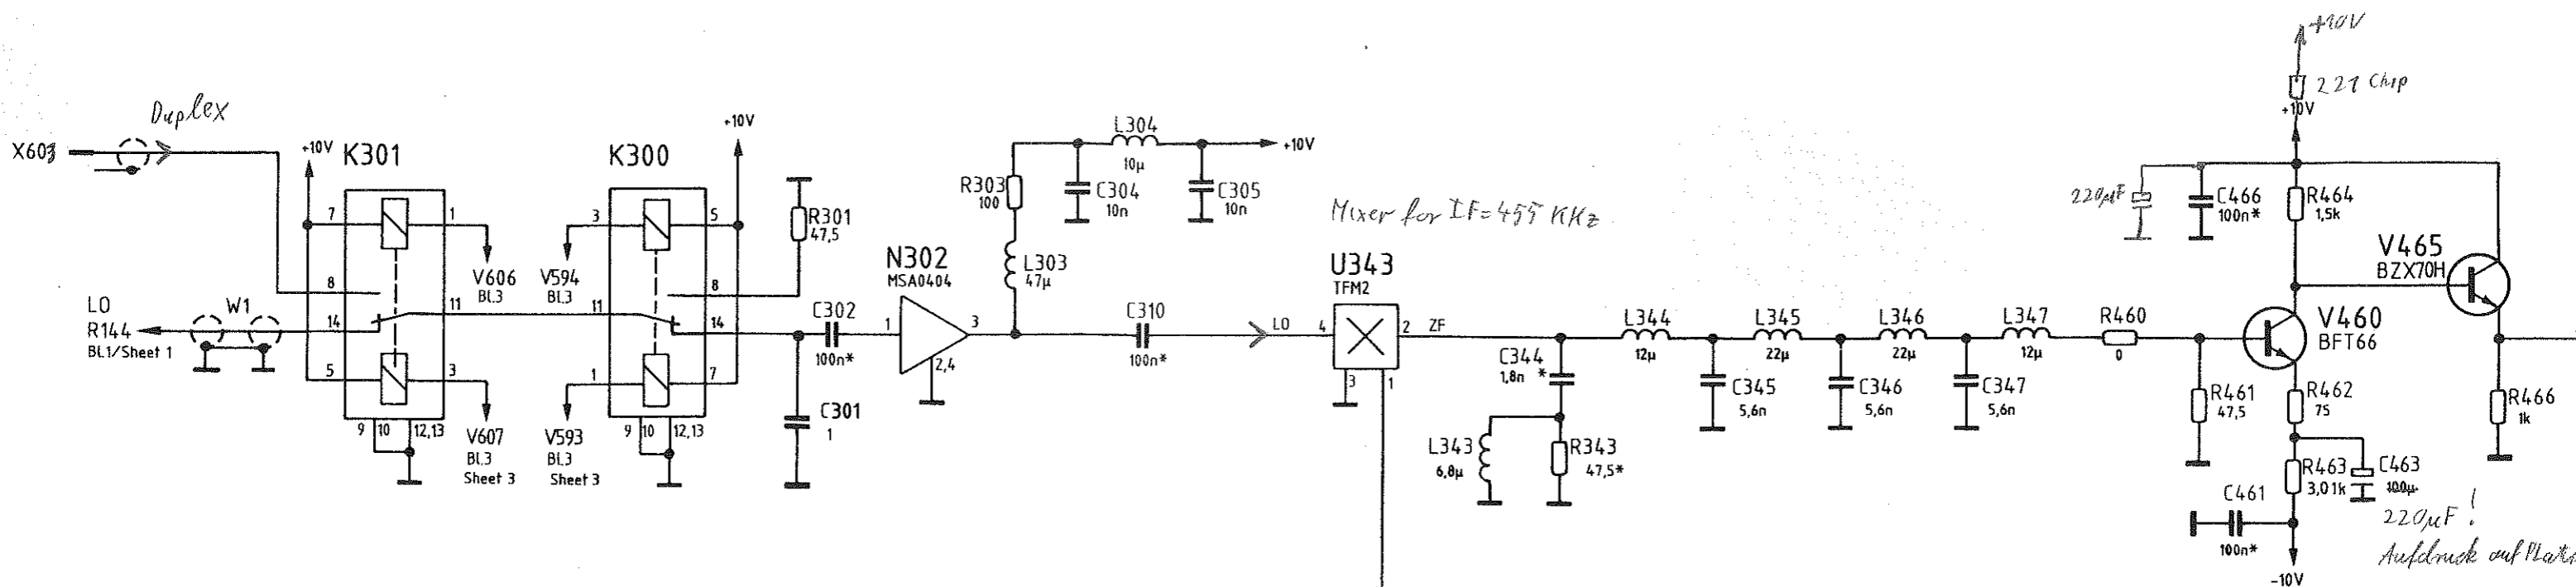 +10V
221 Chip
+10V
Duplex
X603
+10V
K301
7
1
V606
BL3
8
11
LO
R144
BL1/Sheet 1
W1
14
5
3
V607
BL3
Sheet 3
9
10
12,13
K300
+10V
3
5
V594
BL3
11
8
14
1
7
V593
BL3
Sheet 3
9
10
12,13
R301
47,5
C302
100n*
C301
1
N302
MSA0404
1
3
2,4
R303
100
L303
47µ
L304
10µ
+10V
C304
10n
C305
10n
C310
100n*
Mixer for IF=455 KHz
U343
TFM2
LO
4
2
ZF
3
1
C344
1,8n
*
L343
6,8µ
R343
47,5*
L344
12µ
L345
22µ
L346
22µ
L347
12µ
C345
5,6n
C346
5,6n
C347
5,6n
R460
0
R461
47,5
220µF
C466
100n*
R464
1,5k
V465
BZX70H
V460
BFT66
R462
75
R466
1k
R463
3,01k
C463
100µ
C461
100n*
220µF!
Aufdruck auf
-10V